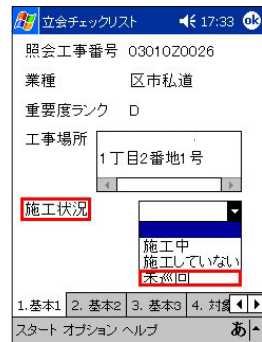 立会チェックリスト 17:33 ok
照会工事番号 03010Z0026
業種 区市私道
重要度ランク D
工事場所
1丁目2番地1号
施工状況
施工中
施工していない
未巡回
1.基本1 2. 基本2 3. 基本3 4. 対象
スタート オプション ヘルプ あ